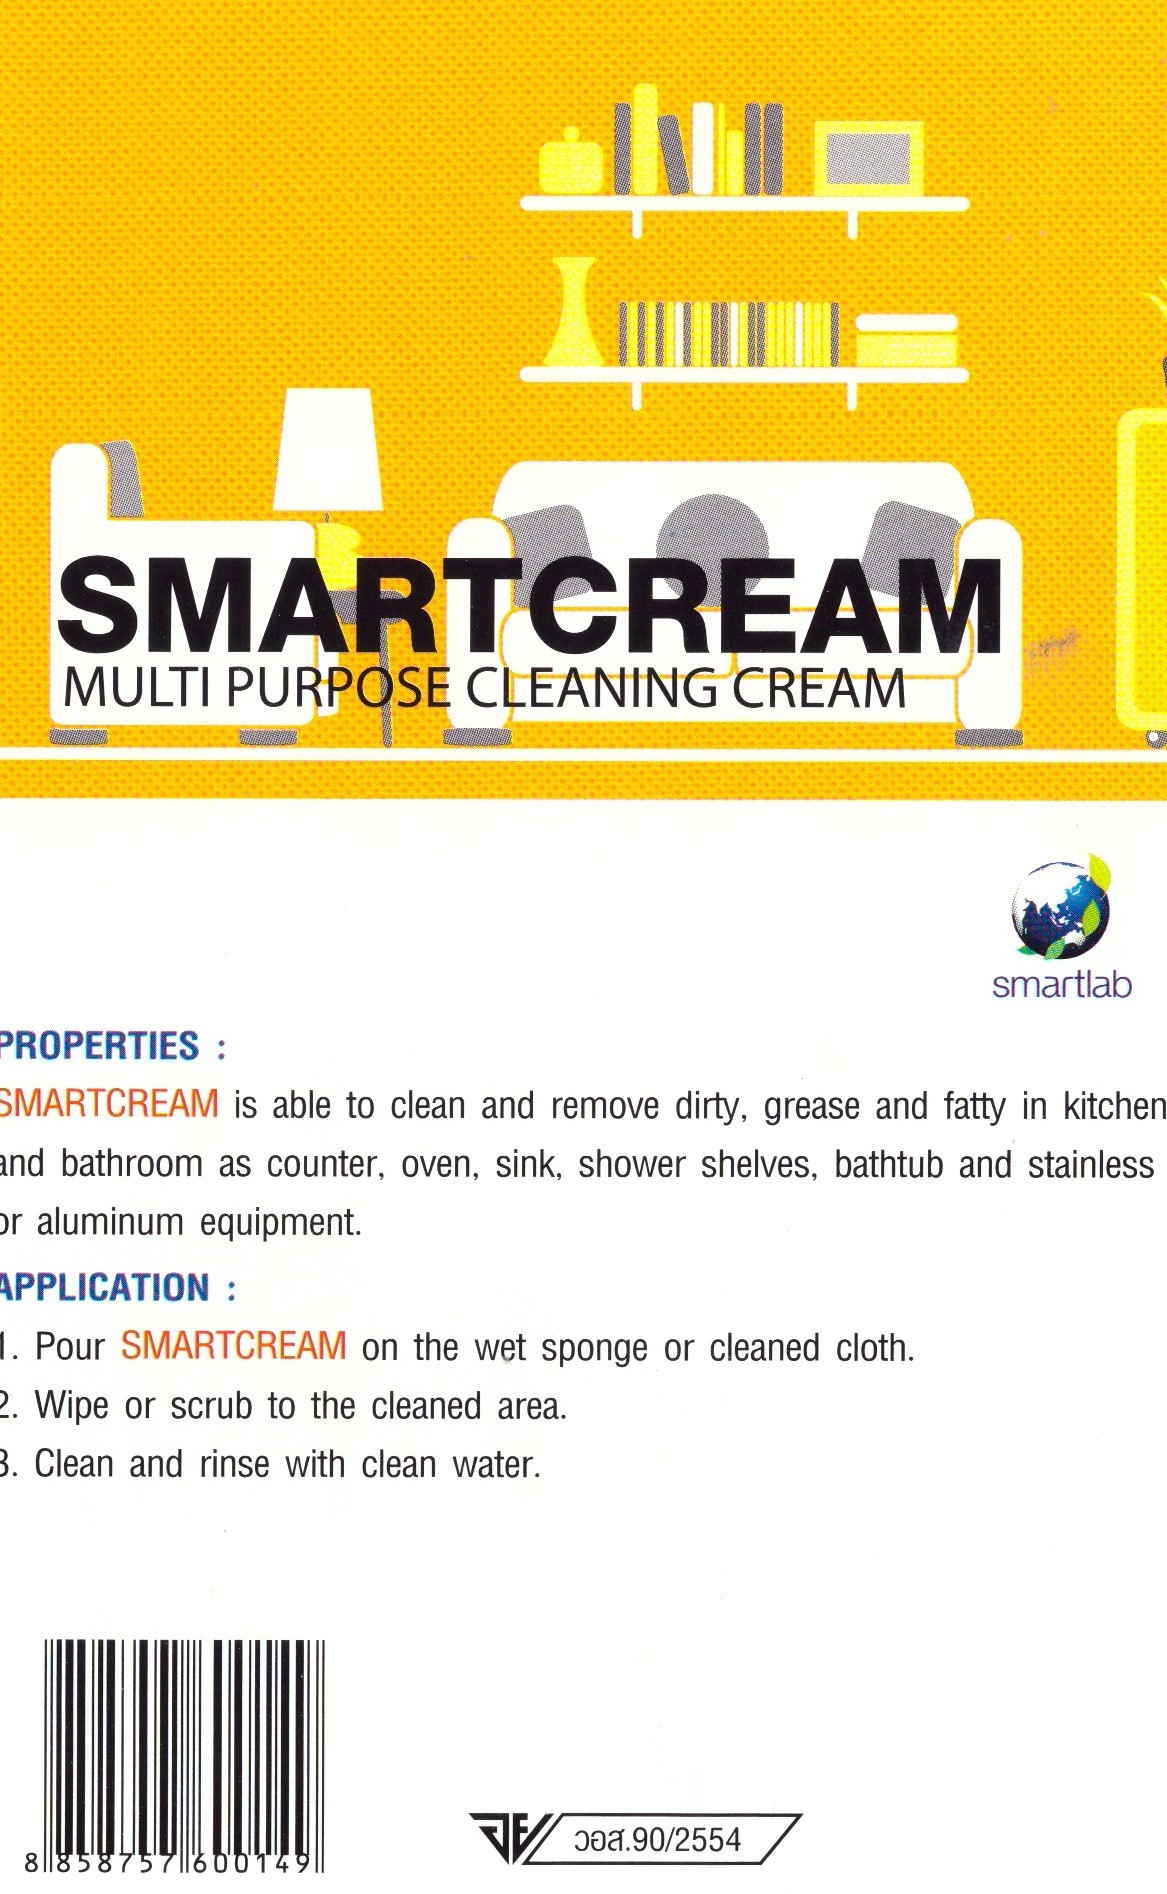 SMARTCREAM
MULTI PURPOSE CLEANING CREAM
smartlab
PROPERTIES :
SMARTCREAM is able to clean and remove dirty, grease and fatty in kitchen
and bathroom as counter, oven, sink, shower shelves, bathtub and stainless
or aluminum equipment.
APPLICATION :
1. Pour SMARTCREAM on the wet sponge or cleaned cloth.
2. Wipe or scrub to the cleaned area.
3. Clean and rinse with clean water.
8 858757 600149
อย วอส.90/2554